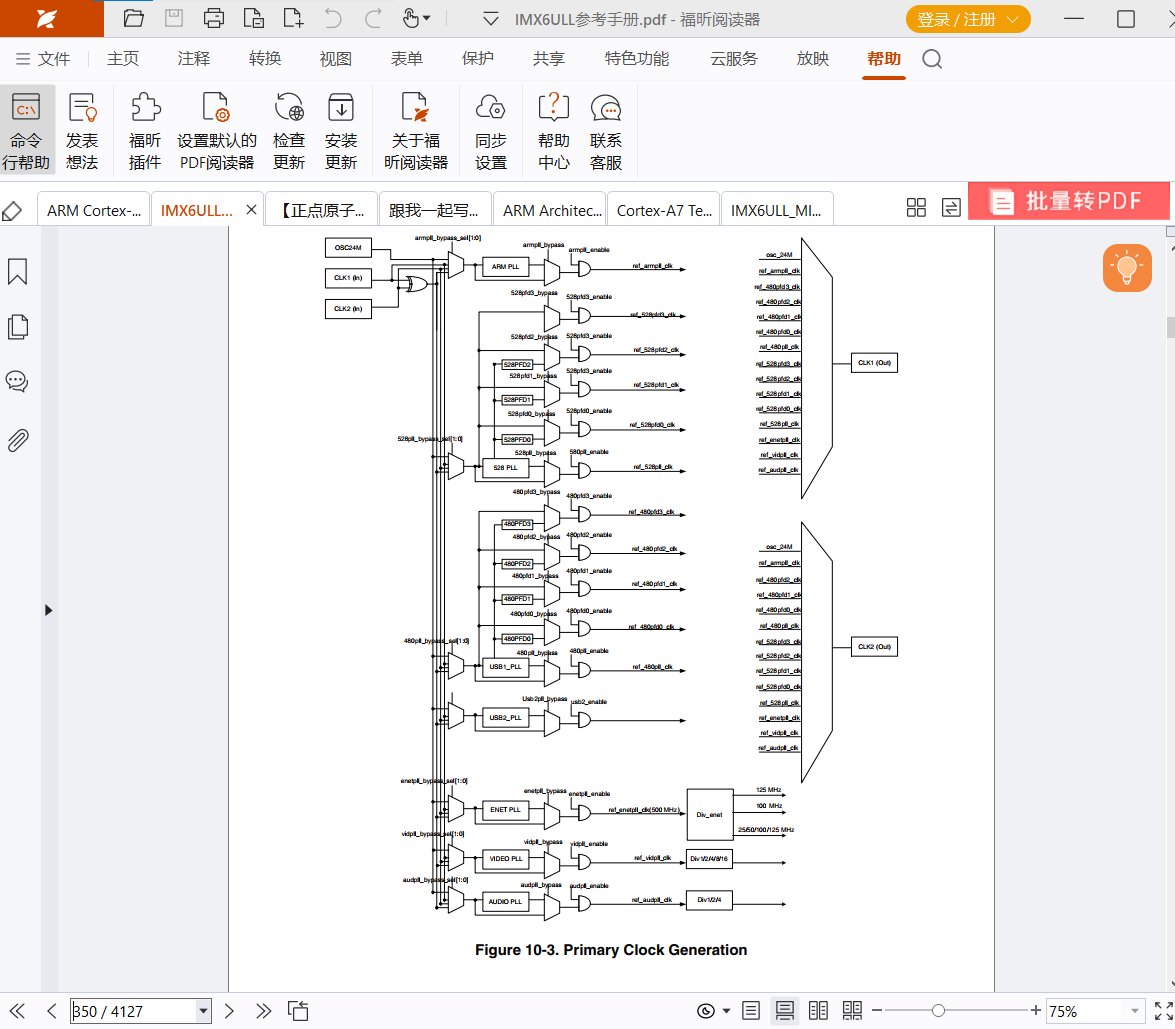 IMX6ULL参考手册.pdf - 福昕阅读器
登录 / 注册
文件 主页 注释 转换 视图 表单 保护 共享 特色功能 云服务 放映 帮助
命令行帮助
发表想法
福昕插件
设置默认的PDF阅读器
检查更新
安装更新
关于福昕阅读器
同步设置
帮助中心
联系客服
ARM Cortex-...
IMX6ULL...
【正点原子...
跟我一起写...
ARM Architec...
Cortex-A7 Te...
IMX6ULL_MI...
批量转PDF
OSC24M
CLK1 (In)
CLK2 (In)
armpll_bypass_sel[1:0]
armpll_bypass
armpll_enable
ARM PLL
ref_armpll_clk
528pfd3_bypass
528pfd3_enable
ref_528pfd3_clk
528pfd2_bypass
528pfd3_enable
ref_528pfd2_clk
528PFD2
528pfd1_bypass
528pfd3_enable
ref_528pfd1_clk
528PFD1
528pfd0_bypass
528pfd0_enable
ref_528pfd0_clk
528PFD0
528pll_bypass_sel[1:0]
528pll_bypass
580pll_enable
528 PLL
ref_528pll_clk
480pfd3_bypass
480pfd3_enable
ref_480pfd3_clk
480PFD3
480pfd2_bypass
480pfd2_enable
ref_480pfd2_clk
480PFD2
480pfd1_bypass
480pfd1_enable
ref_480pfd1_clk
480PFD1
480pfd0_bypass
480pfd0_enable
ref_480pfd0_clk
480PFD0
480pll_bypass_sel[1:0]
480pll_bypass
480pll_enable
USB1_PLL
ref_480pll_clk
Usb2pll_bypass
usb2_enable
USB2_PLL
enetpll_bypass_sel[1:0]
enetpll_bypass
enetpll_enable
ENET PLL
ref_enetpll_clk(500 MHz)
Div_enet
125 MHz
100 MHz
25/50/100/125 MHz
vidpll_bypass_sel[1:0]
vidpll_bypass
vidpll_enable
VIDEO PLL
ref_vidpll_clk
Div1/2/4/8/16
audpll_bypass_sel[1:0]
audpll_bypass
audpll_enable
AUDIO PLL
ref_audpll_clk
Div1/2/4
osc_24M
ref_armpll_clk
ref_480pfd3_clk
ref_480pfd2_clk
ref_480pfd1_clk
ref_480pfd0_clk
ref_480pll_clk
ref_528pfd3_clk
ref_528pfd2_clk
ref_528pfd1_clk
ref_528pfd0_clk
ref_528pll_clk
ref_enetpll_clk
ref_vidpll_clk
ref_audpll_clk
CLK1 (Out)
osc_24M
ref_armpll_clk
ref_480pfd2_clk
ref_480pfd1_clk
ref_480pfd0_clk
ref_480pll_clk
ref_528pfd3_clk
ref_528pfd2_clk
ref_528pfd1_clk
ref_528pfd0_clk
ref_528pll_clk
ref_enetpll_clk
ref_vidpll_clk
ref_audpll_clk
CLK2 (Out)
Figure 10-3. Primary Clock Generation
350 / 4127
75%